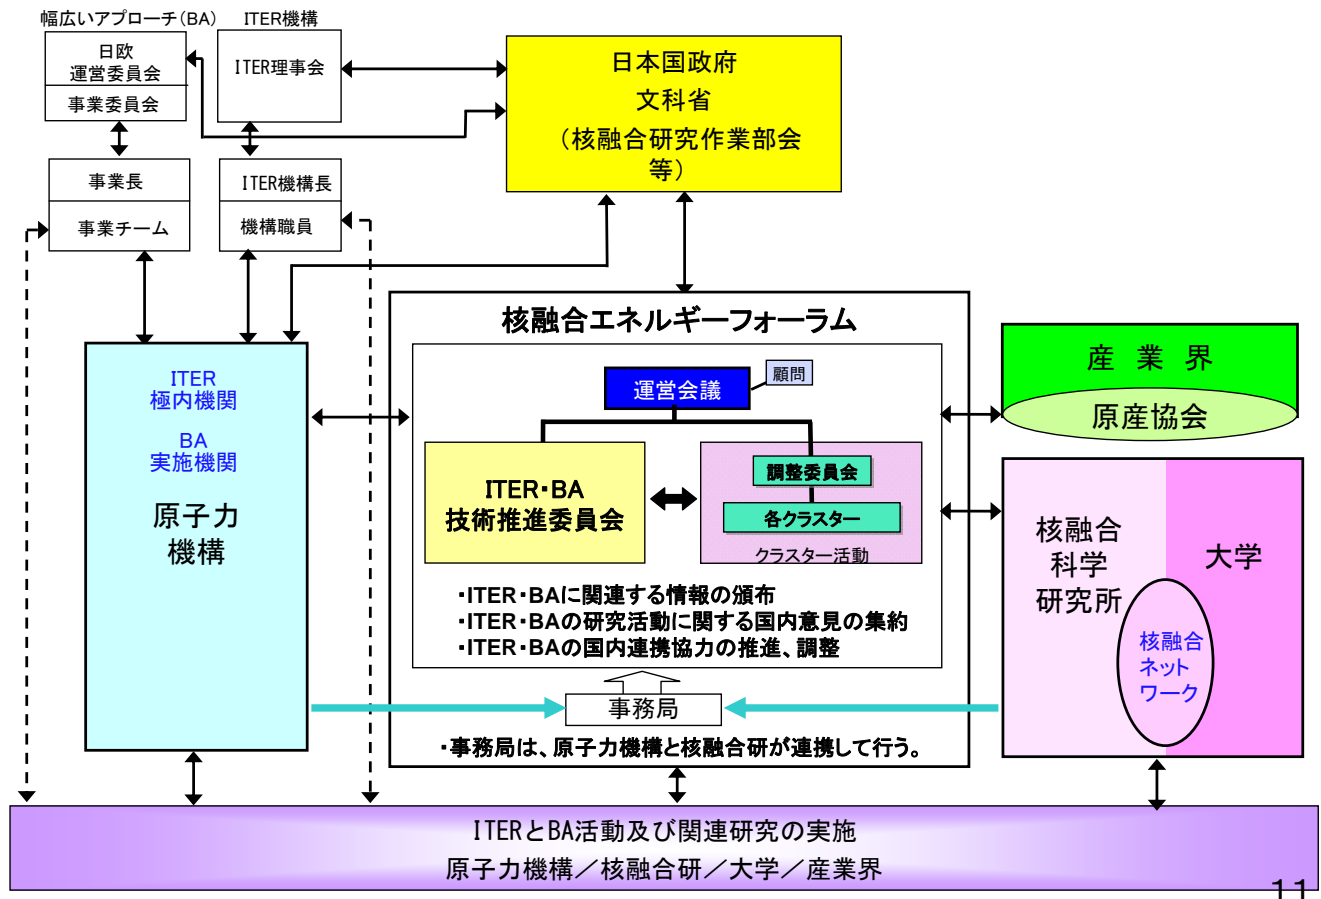 幅広いアプローチ(BA)
ITER機構
日欧
運営委員会
事業委員会
ITER理事会
日本国政府
文科省
（核融合研究作業部会
等）
事業長
事業チーム
ITER機構長
機構職員
核融合エネルギーフォーラム
運営会議
顧問
ITER・BA
技術推進委員会
調整委員会
各クラスター
クラスター活動
・ITER・BAに関連する情報の頒布
・ITER・BAの研究活動に関する国内意見の集約
・ITER・BAの国内連携協力の推進、調整
事務局
・事務局は、原子力機構と核融合研が連携して行う。
ITER
極内機関
BA
実施機関
原子力
機構
産　業　界
原産協会
核融合
科学
研究所
大学
核融合
ネット
ワーク
ITERとBA活動及び関連研究の実施
原子力機構／核融合研／大学／産業界
11